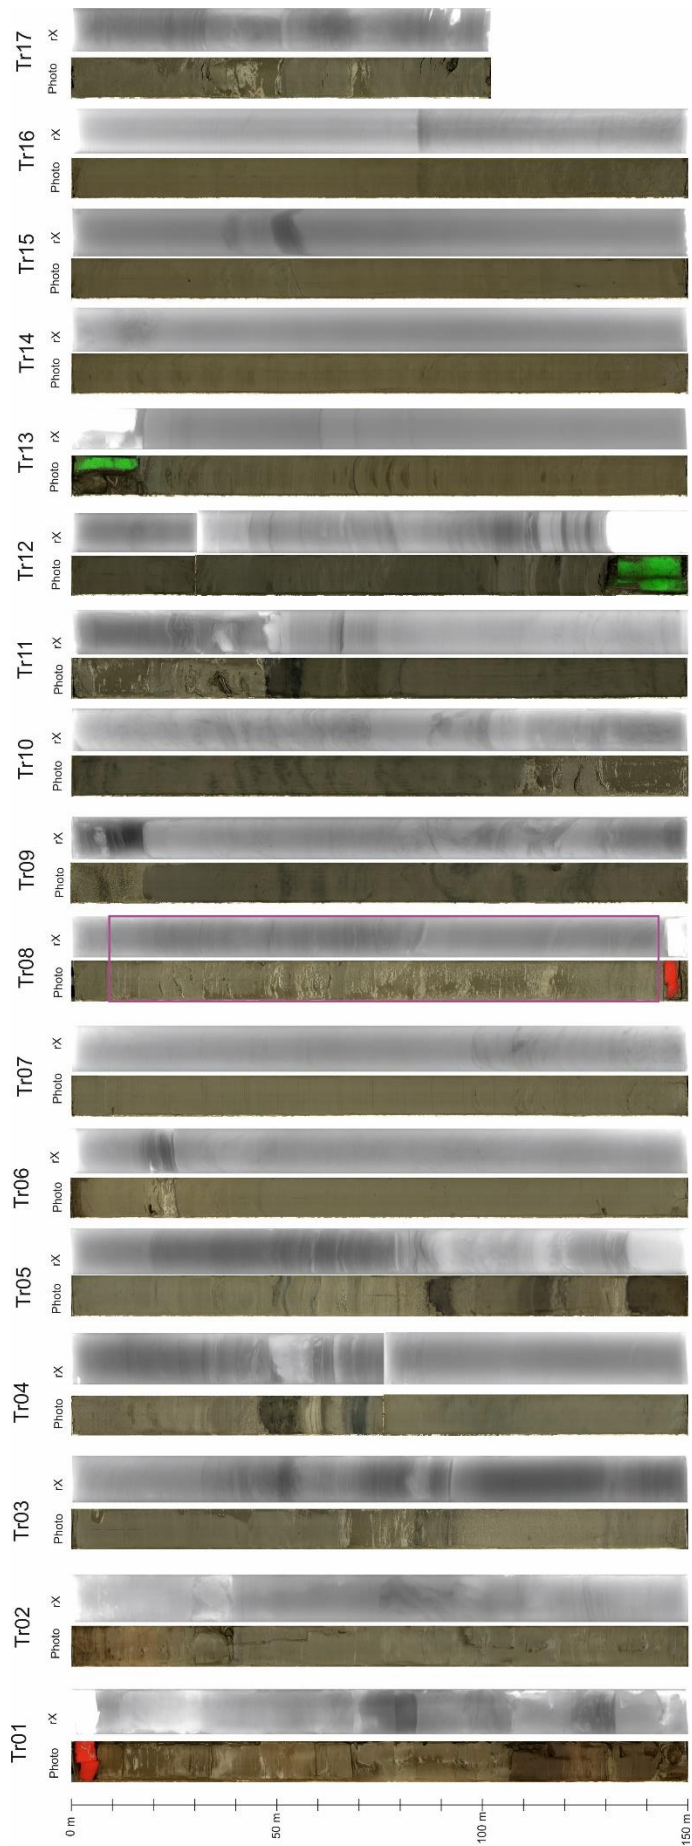 Tr17
rX
Photo
Tr16
rX
Photo
Tr15
rX
Photo
Tr14
rX
Photo
Tr13
rX
Photo
Tr12
rX
Photo
Tr11
rX
Photo
Tr10
rX
Photo
Tr09
rX
Photo
Tr08
rX
Photo
Tr07
rX
Photo
Tr06
rX
Photo
Tr05
rX
Photo
Tr04
rX
Photo
Tr03
rX
Photo
Tr02
rX
Photo
Tr01
rX
Photo
0 m
50 m
100 m
150 m